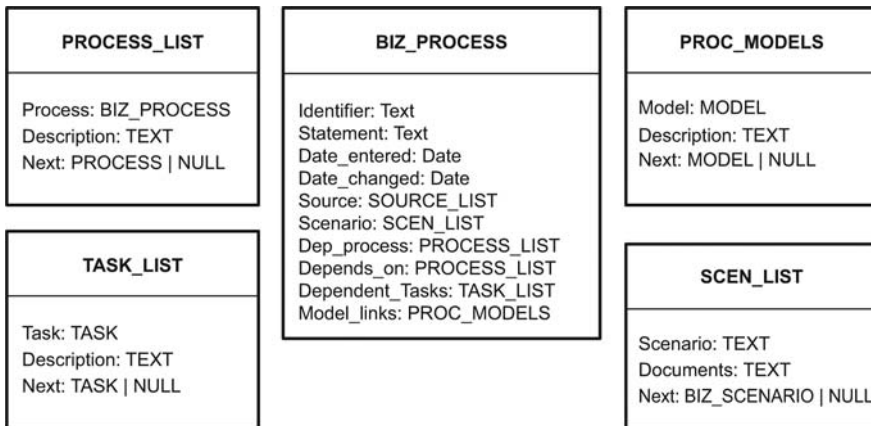 PROCESS_LIST
Process: BIZ_PROCESS
Description: TEXT
Next: PROCESS | NULL
TASK_LIST
Task: TASK
Description: TEXT
Next: TASK | NULL
BIZ_PROCESS
Identifier: Text
Statement: Text
Date_entered: Date
Date_changed: Date
Source: SOURCE_LIST
Scenario: SCEN_LIST
Dep_process: PROCESS_LIST
Depends_on: PROCESS_LIST
Dependent_Tasks: TASK_LIST
Model_links: PROC_MODELS
PROC_MODELS
Model: MODEL
Description: TEXT
Next: MODEL | NULL
SCEN_LIST
Scenario: TEXT
Documents: TEXT
Next: BIZ_SCENARIO | NULL